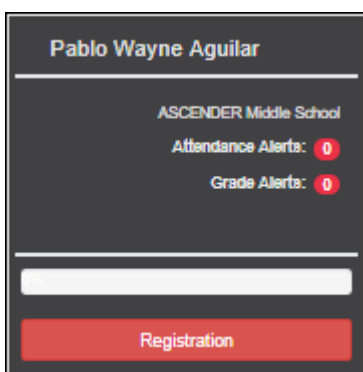 Pablo Wayne Aguilar
ASCENDER Middle School
Attendance Alerts: 0
Grade Alerts: 0
Registration